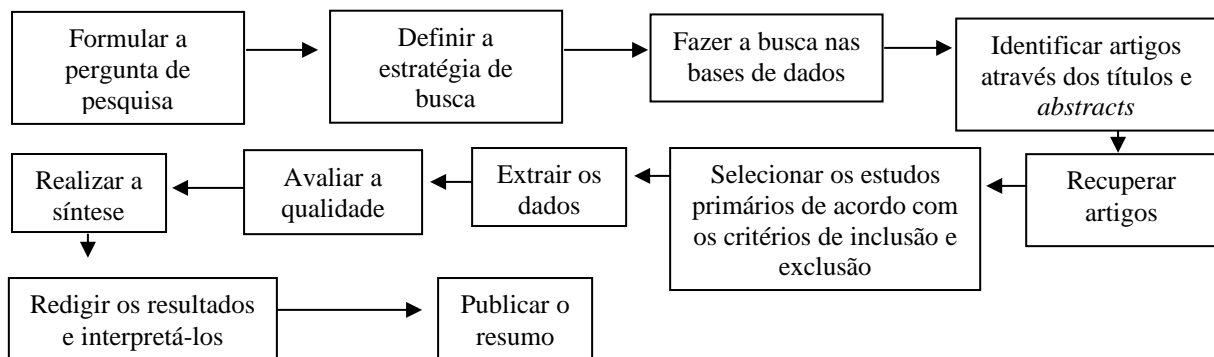 Formular a
pergunta de
pesquisa
Definir a
estratégia de
busca
Fazer a busca nas
bases de dados
Identificar artigos
através dos títulos e
abstracts
Recuperar
artigos
Selecionar os estudos
primários de acordo com
os critérios de inclusão e
exclusão
Extrair os
dados
Avaliar a
qualidade
Realizar a
síntese
Redigir os resultados
e interpretá-los
Publicar o
resumo